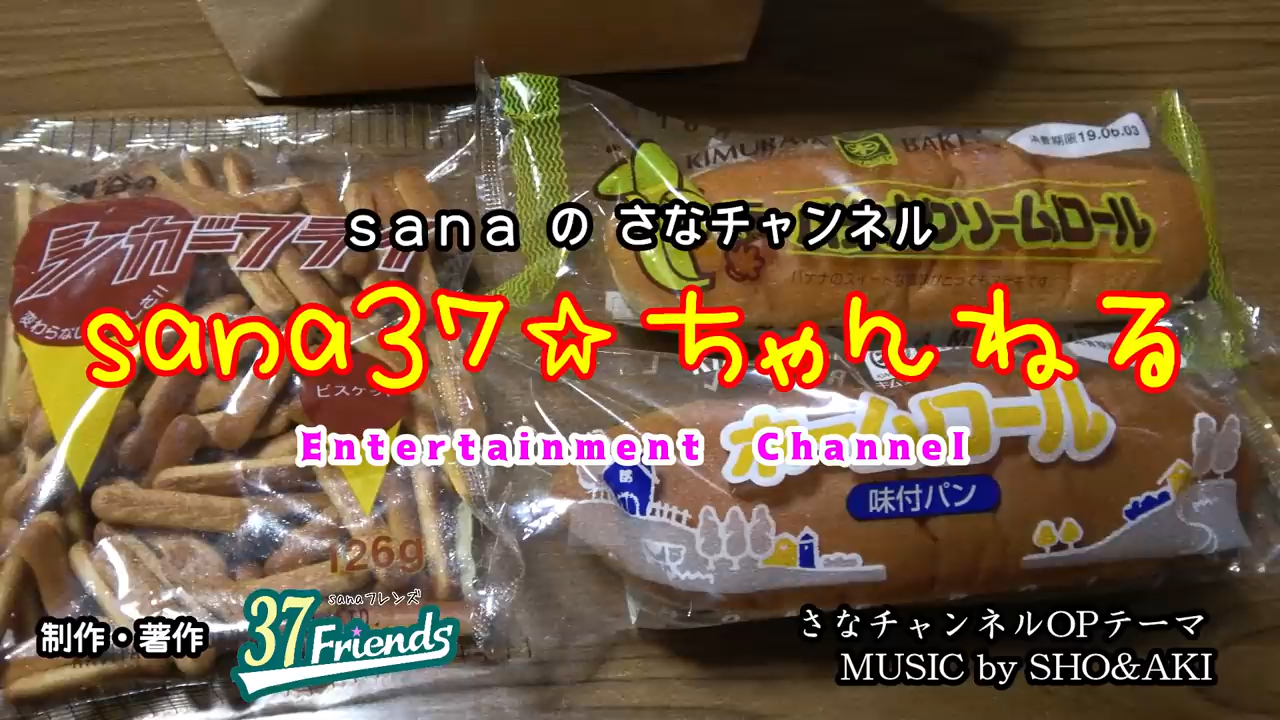 KIMURAYA BAKE
消費期限19.06.03
シガーフライ
クリームロール
sana の さなチャンネル
sana37☆ちゃんねる
ビスケット
ホームロール
Entertainment Channel
味付パン
126g
sanaフレンズ
37Friends
制作・著作
さなチャンネルOPテーマ
MUSIC by SHO&AKI